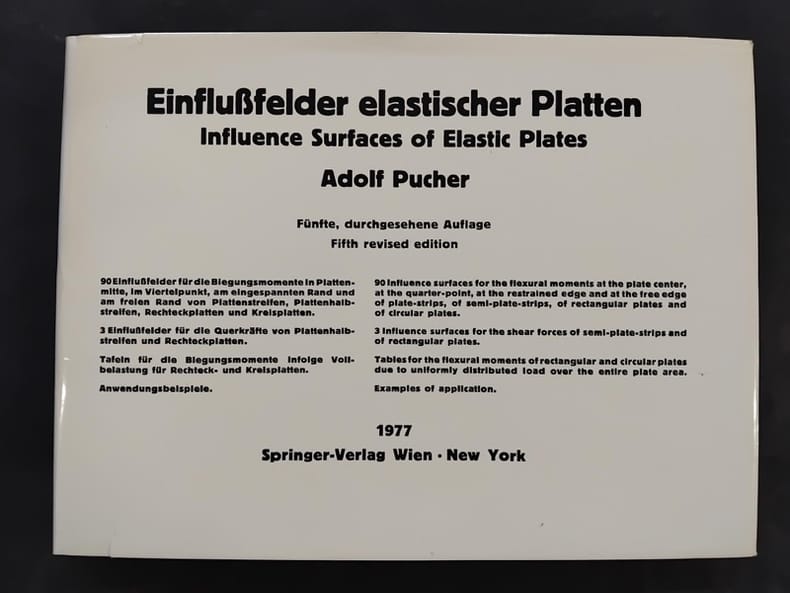 Einflußfelder elastischer Platten
Influence Surfaces of Elastic Plates
Adolf Pucher
Fünfte, durchgesehene Auflage
Fifth revised edition
90 Einflußfelder für die Biegungsmomente in Platten-
mitte, im Viertelpunkt, am eingespannten Rand und
am freien Rand von Plattenstreifen, Plattenhalb-
streifen, Rechteckplatten und Kreisplatten.
3 Einflußfelder für die Querkräfte von Plattenhalb-
streifen und Rechteckplatten.
Tafeln für die Biegungsmomente infolge Voll-
belastung für Rechteck- und Kreisplatten.
Anwendungsbeispiele.
90 Influence surfaces for the flexural moments at the plate center,
at the quarter-point, at the restrained edge and at the free edge
of plate-strips, of semi-plate-strips, of rectangular plates and
of circular plates.
3 Influence surfaces for the shear forces of semi-plate-strips and
of rectangular plates.
Tables for the flexural moments of rectangular and circular plates
due to uniformly distributed load over the entire plate area.
Examples of application.
1977
Springer-Verlag Wien · New York